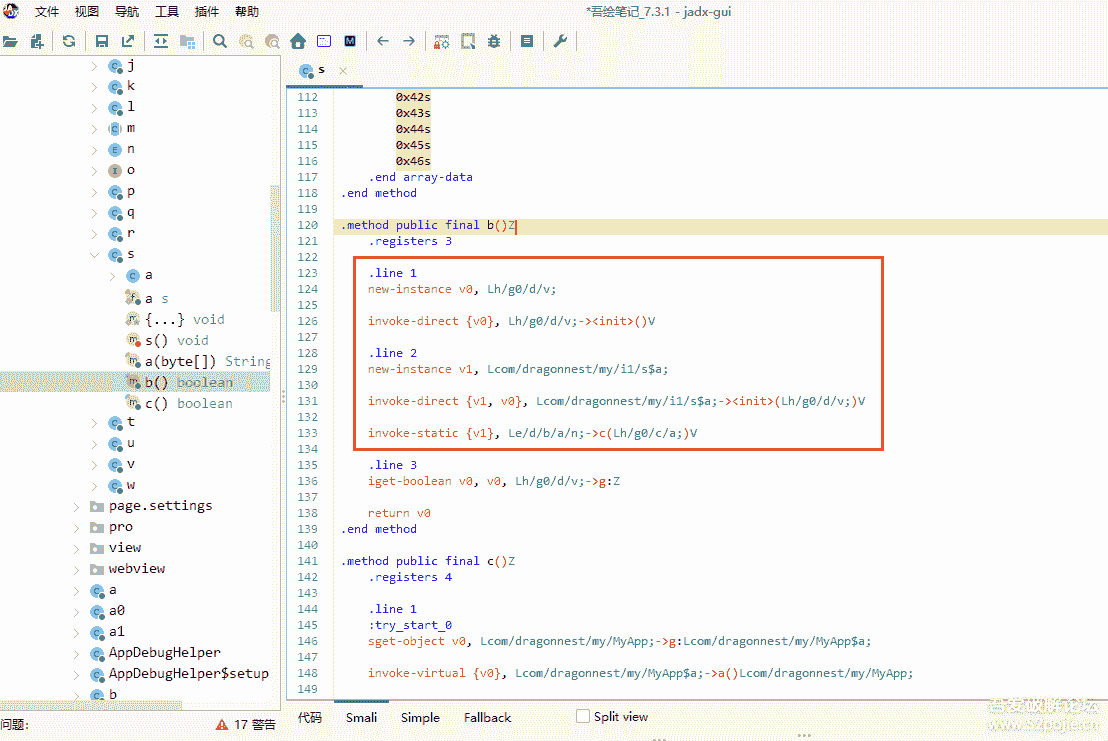 文件 视图 导航 工具 插件 帮助
*吾绘笔记_7.3.1 - jadx-gui
j
k
l
m
n
o
p
q
r
s
a
a s
{...} void
s() void
a(byte[]) String
b() boolean
c() boolean
t
u
v
w
page.settings
pro
view
webview
a
a0
a1
AppDebugHelper
AppDebugHelper$setup
b
问题:
17 警告
s
112 0x42s
113 0x43s
114 0x44s
115 0x45s
116 0x46s
117 .end array-data
118 .end method
119
120 .method public final b()Z
121 .registers 3
122
123 .line 1
124 new-instance v0, Lh/g0/d/v;
125
126 invoke-direct {v0}, Lh/g0/d/v;-><init>()V
127
128 .line 2
129 new-instance v1, Lcom/dragonnest/my/i1/s$a;
130
131 invoke-direct {v1, v0}, Lcom/dragonnest/my/i1/s$a;-><init>(Lh/g0/d/v;)V
132
133 invoke-static {v1}, Le/d/b/a/n;->c(Lh/g0/c/a;)V
134
135 .line 3
136 iget-boolean v0, v0, Lh/g0/d/v;->g:Z
137
138 return v0
139 .end method
140
141 .method public final c()Z
142 .registers 4
143
144 .line 1
145 :try_start_0
146 sget-object v0, Lcom/dragonnest/my/MyApp;->g:Lcom/dragonnest/my/MyApp$a;
147
148 invoke-virtual {v0}, Lcom/dragonnest/my/MyApp$a;->a()Lcom/dragonnest/my/MyApp;
149
代码 Smali Simple Fallback Split view
吾爱破解论坛
www.52pojie.cn